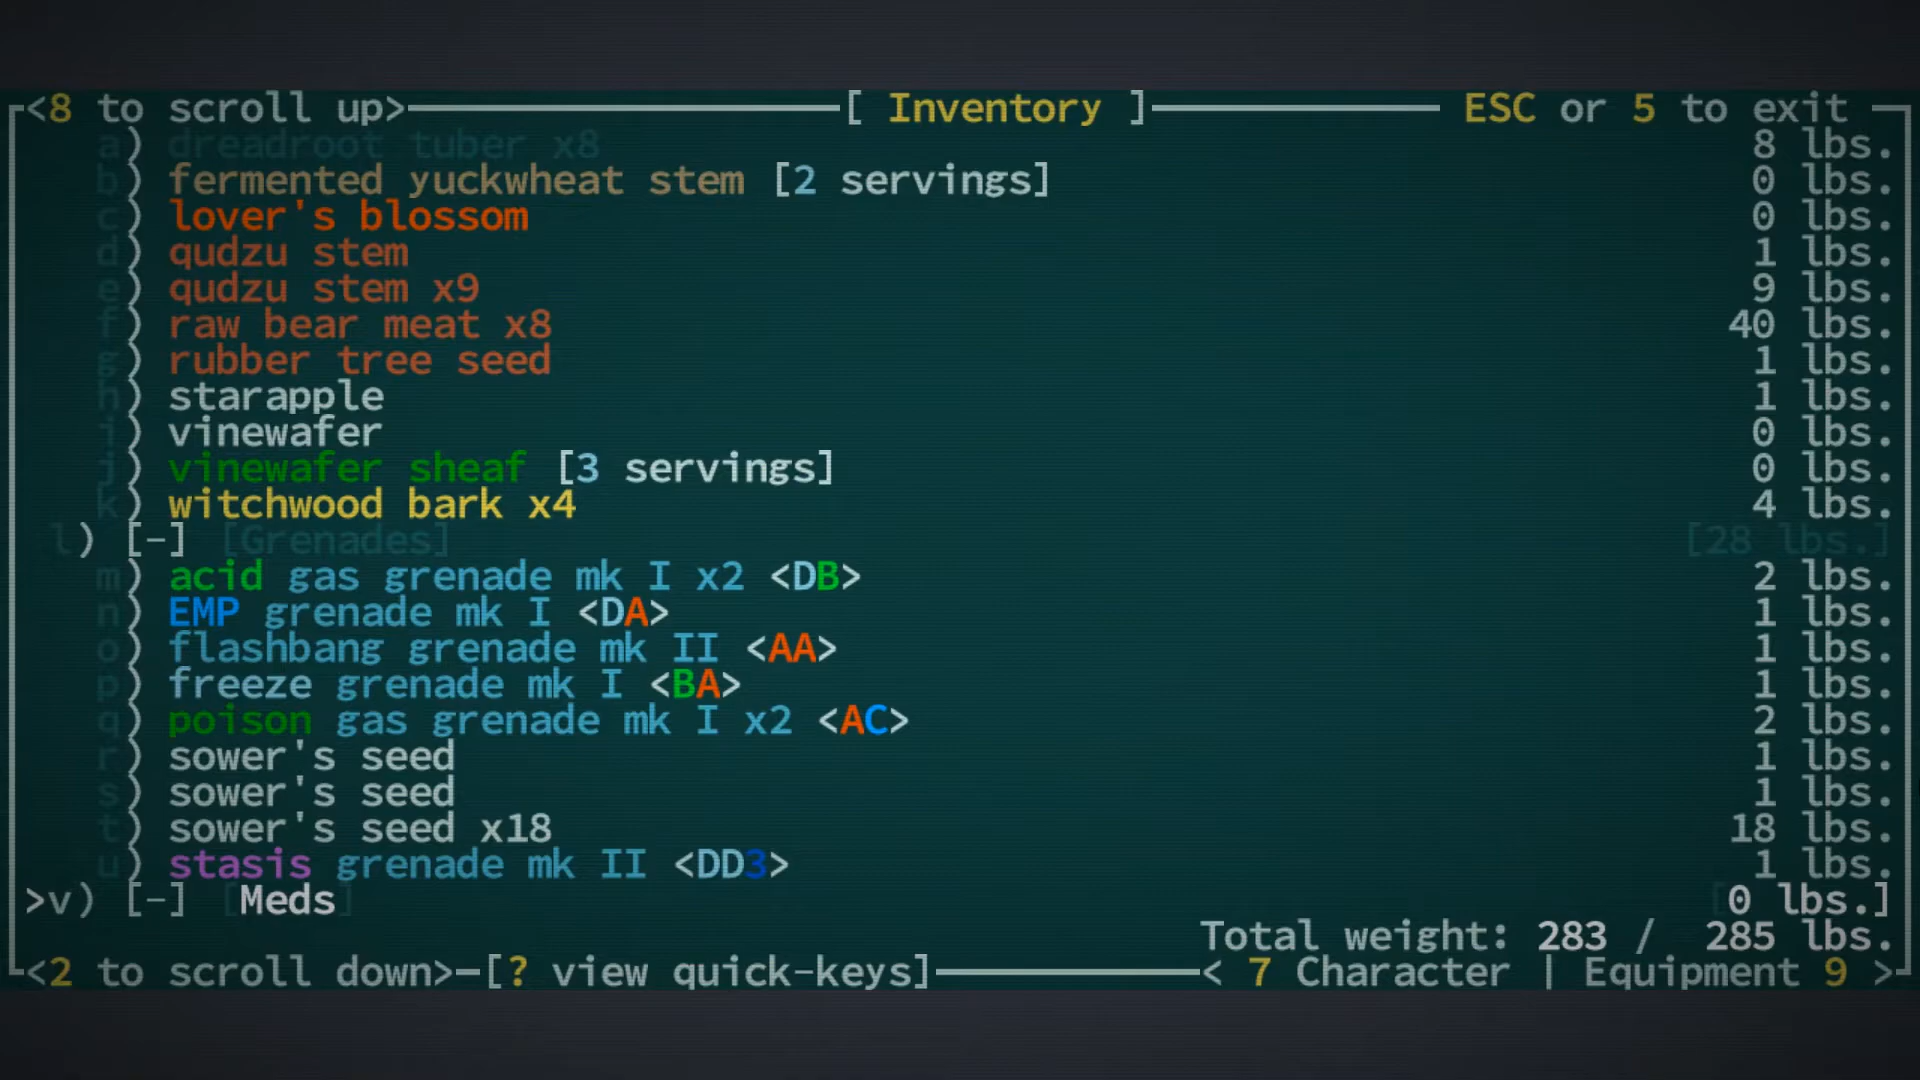 <8 to scroll up> [ Inventory ] ESC or 5 to exit
a) dreadroot tuber x8 8 lbs.
b) fermented yuckwheat stem [2 servings] 0 lbs.
c) lover's blossom 0 lbs.
d) qudzu stem 1 lbs.
e) qudzu stem x9 9 lbs.
f) raw bear meat x8 40 lbs.
g) rubber tree seed 1 lbs.
h) starapple 1 lbs.
i) vinewafer 0 lbs.
j) vinewafer sheaf [3 servings] 0 lbs.
k) witchwood bark x4 4 lbs.
l) [-] [Grenades] [28 lbs.]
m) acid gas grenade mk I x2 <DB> 2 lbs.
n) EMP grenade mk I <DA> 1 lbs.
o) flashbang grenade mk II <AA> 1 lbs.
p) freeze grenade mk I <BA> 1 lbs.
q) poison gas grenade mk I x2 <AC> 2 lbs.
r) sower's seed 1 lbs.
s) sower's seed 1 lbs.
t) sower's seed x18 18 lbs.
u) stasis grenade mk II <DD3> 1 lbs.
>v) [-] [Meds] [0 lbs.]
Total weight: 283 / 285 lbs.
<2 to scroll down> [? view quick-keys] < 7 Character | Equipment 9 >